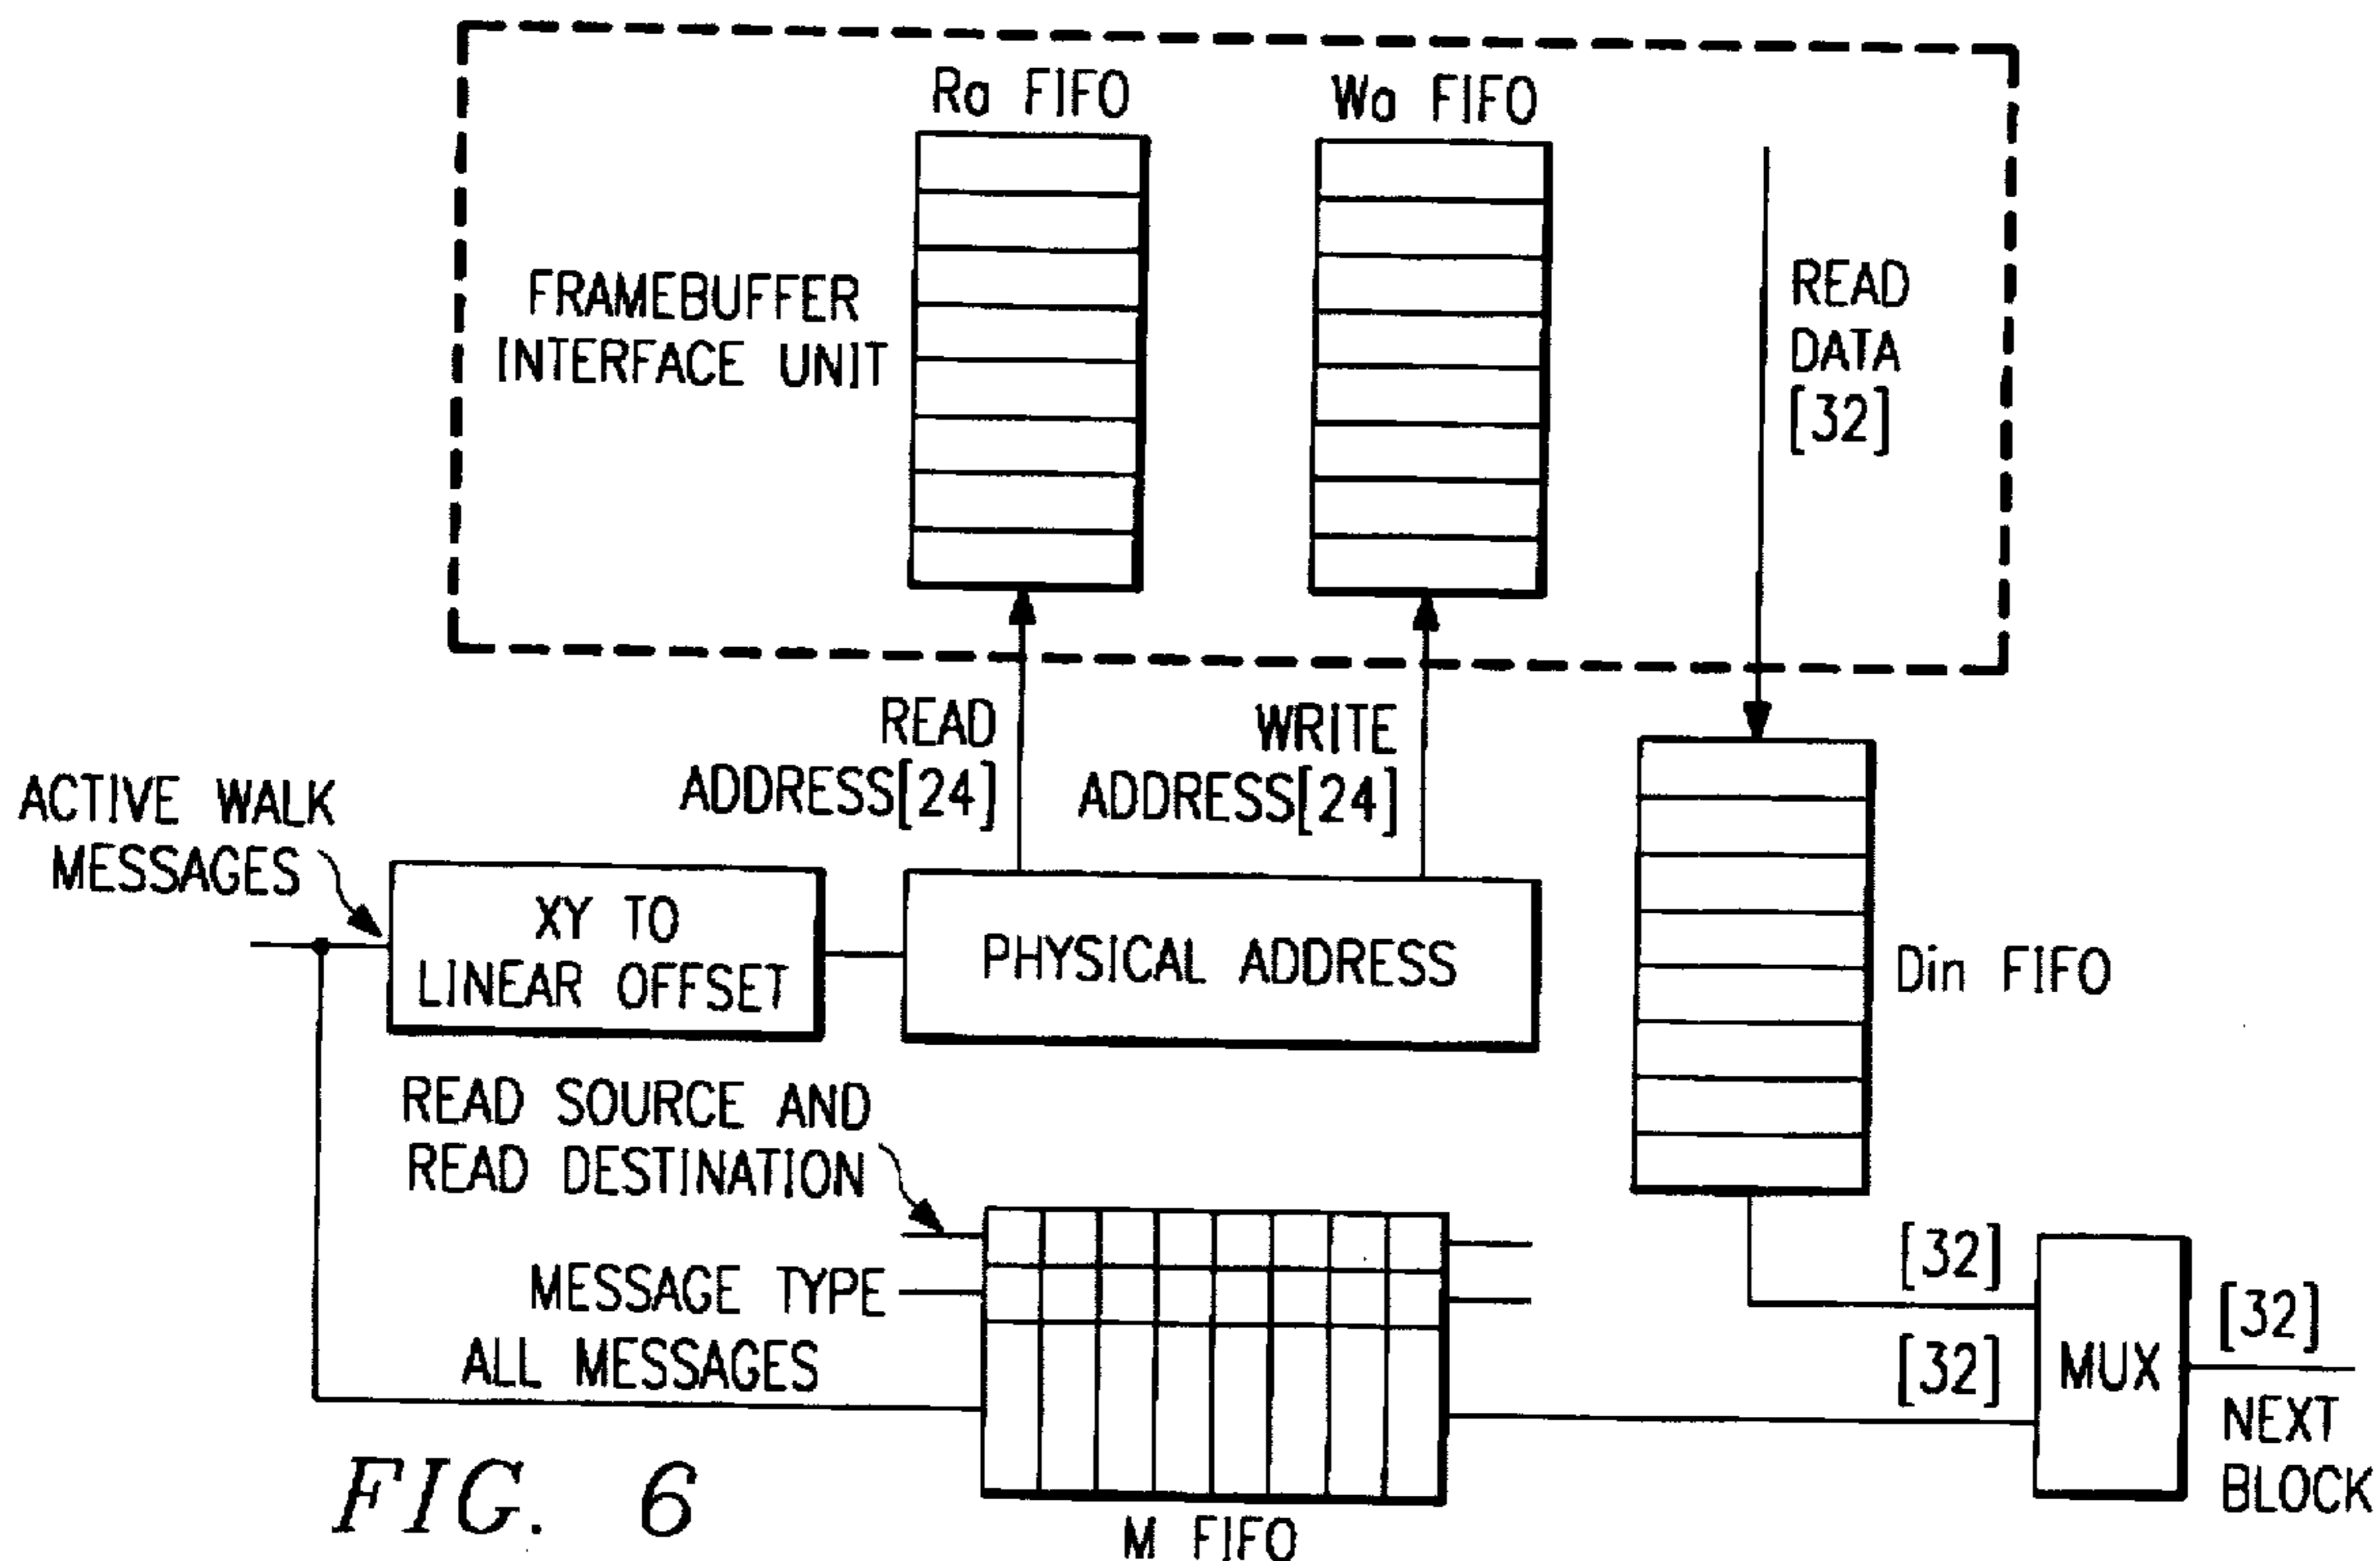 Ra FIFO
Wa FIFO
FRAMEBUFFER
INTERFACE UNIT
READ
DATA
[32]
READ
ADDRESS[24]
WRITE
ADDRESS[24]
ACTIVE WALK
MESSAGES
XY TO
LINEAR OFFSET
PHYSICAL ADDRESS
Din FIFO
READ SOURCE AND
READ DESTINATION
MESSAGE TYPE
ALL MESSAGES
[32]
[32]
MUX
[32]
NEXT
BLOCK
M FIFO
FIG. 6